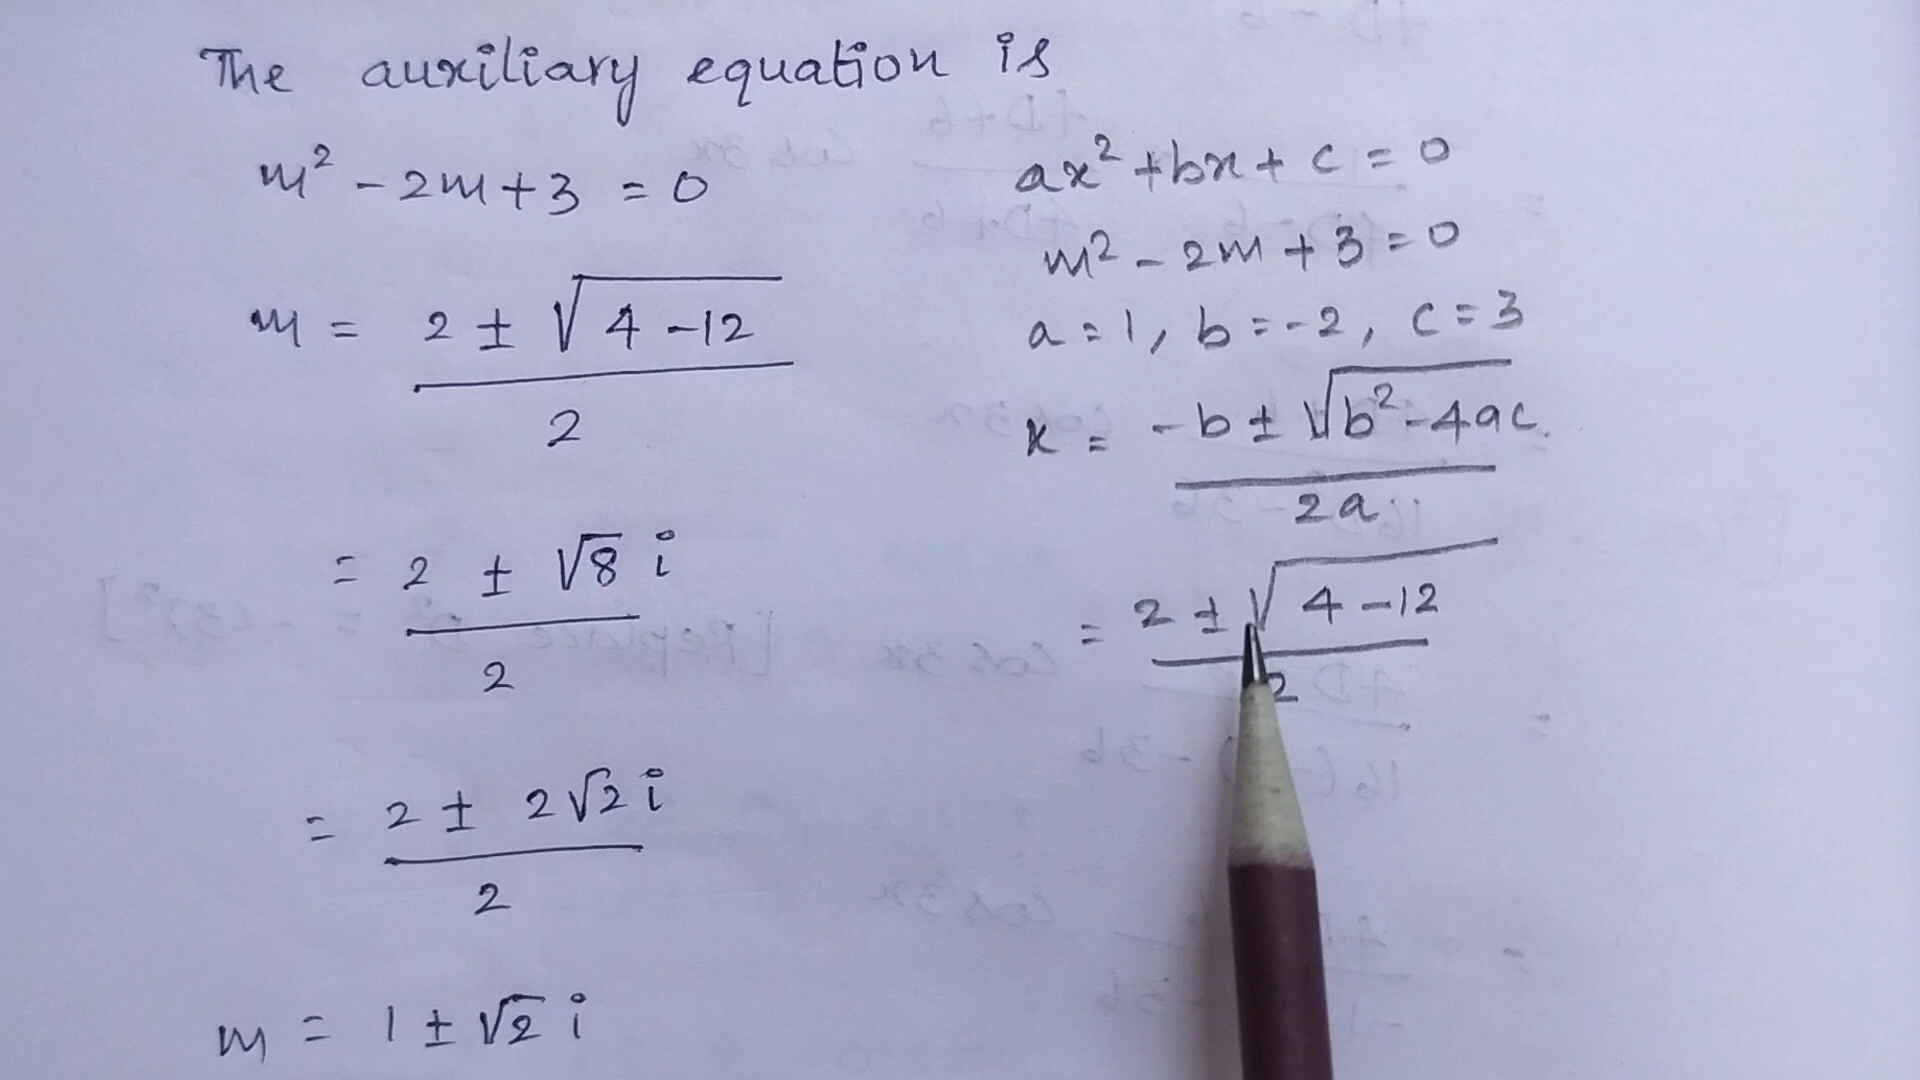 The auxiliary equation is
m² - 2m + 3 = 0
m = 2 ± √4 - 12
2
= 2 ± √8 i
2
= 2 ± 2√2 i
2
m = 1 ± √2 i
ax² + bx + c = 0
m² - 2m + 3 = 0
a = 1, b = -2, c = 3
x = -b ± √b² - 4ac
2a
= 2 ± √4 - 12
2